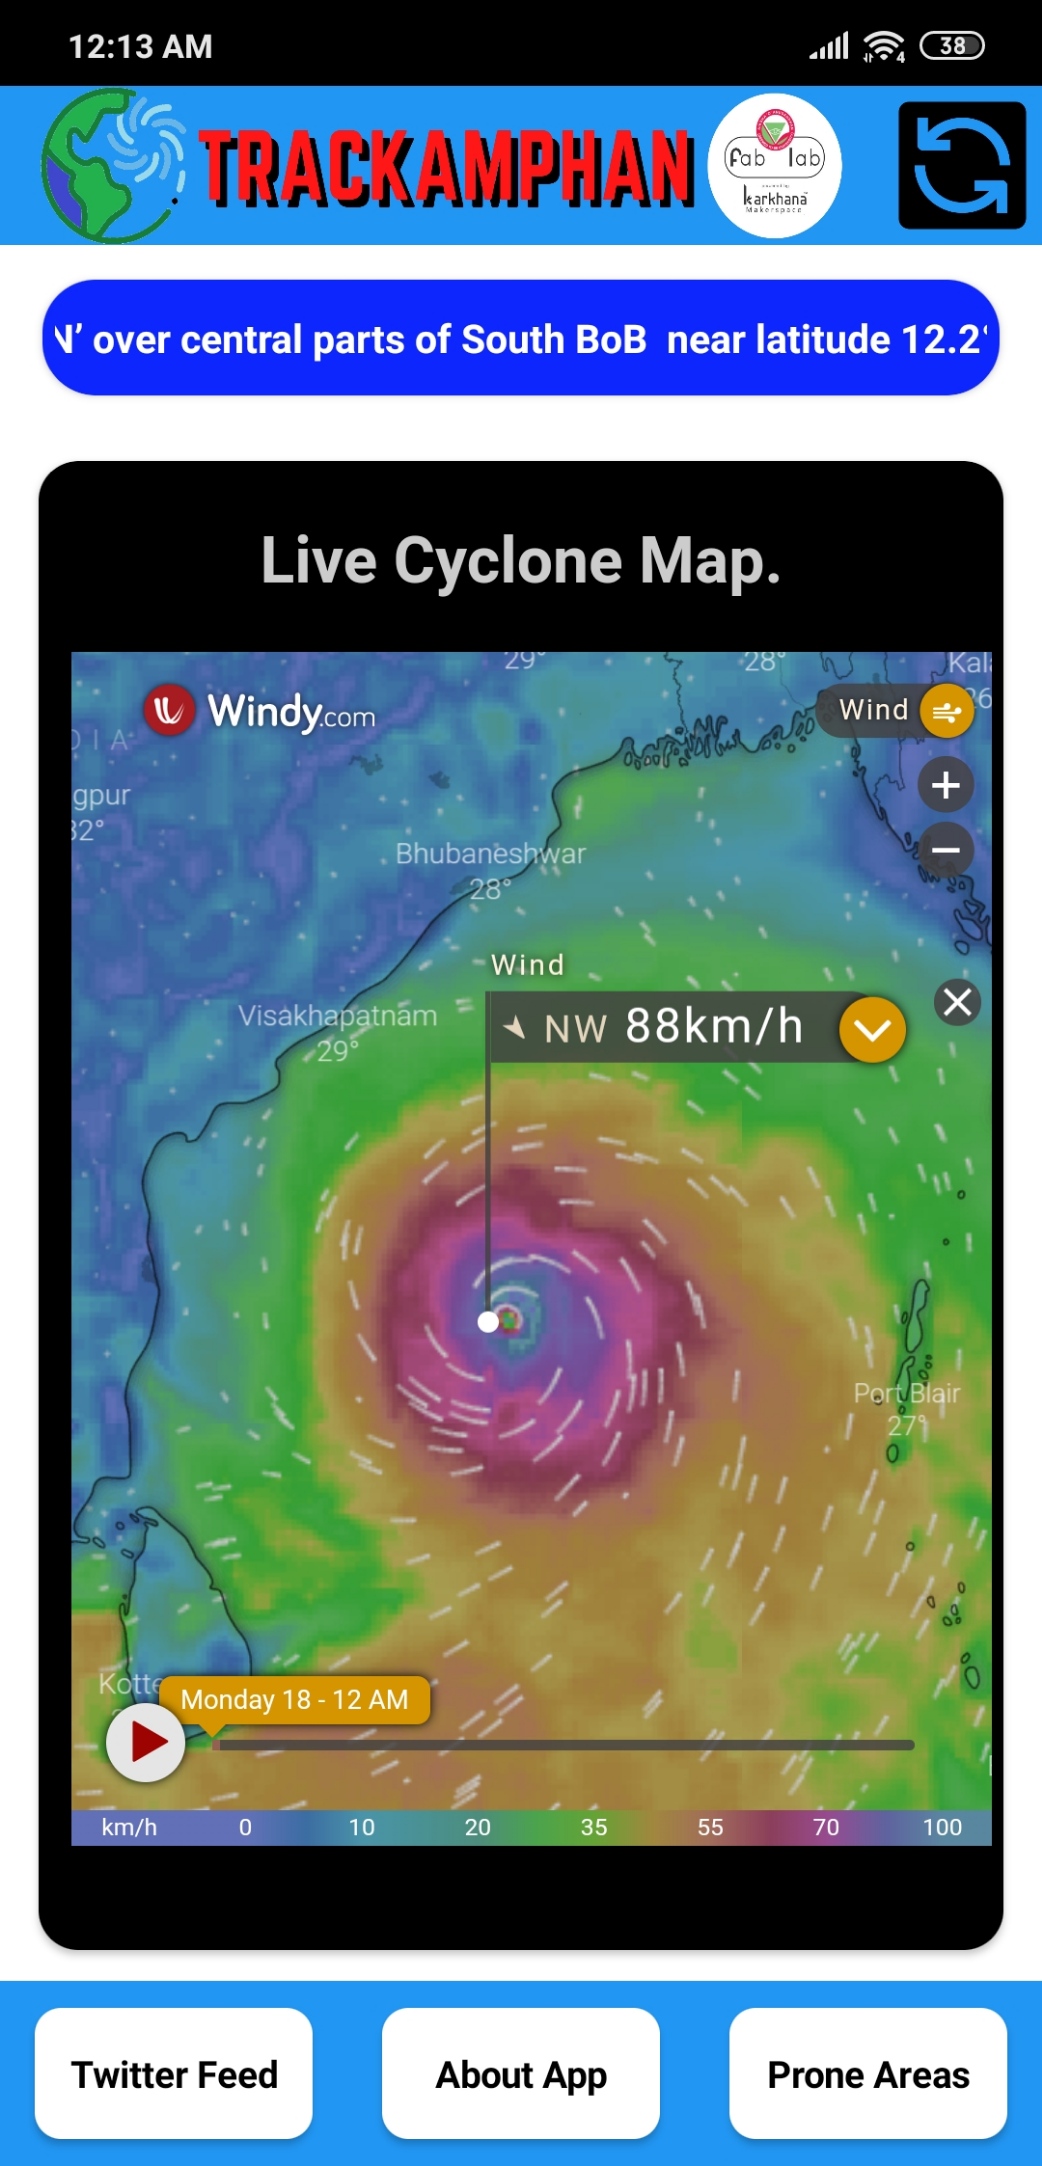 12:13 AM
38
4
TRACKAMPHAN
fab lab
karkhana
Makerspace
N’ over central parts of South BoB near latitude 12.2°
Live Cyclone Map.
29°
28°
Windy.com
Wind
gpur
32°
Bhubaneshwar
28°
Wind
Visakhapatnam
29°
NW 88km/h
Port Blair
27°
Kotte
Monday 18 - 12 AM
km/h 0 10 20 35 55 70 100
Twitter Feed
About App
Prone Areas